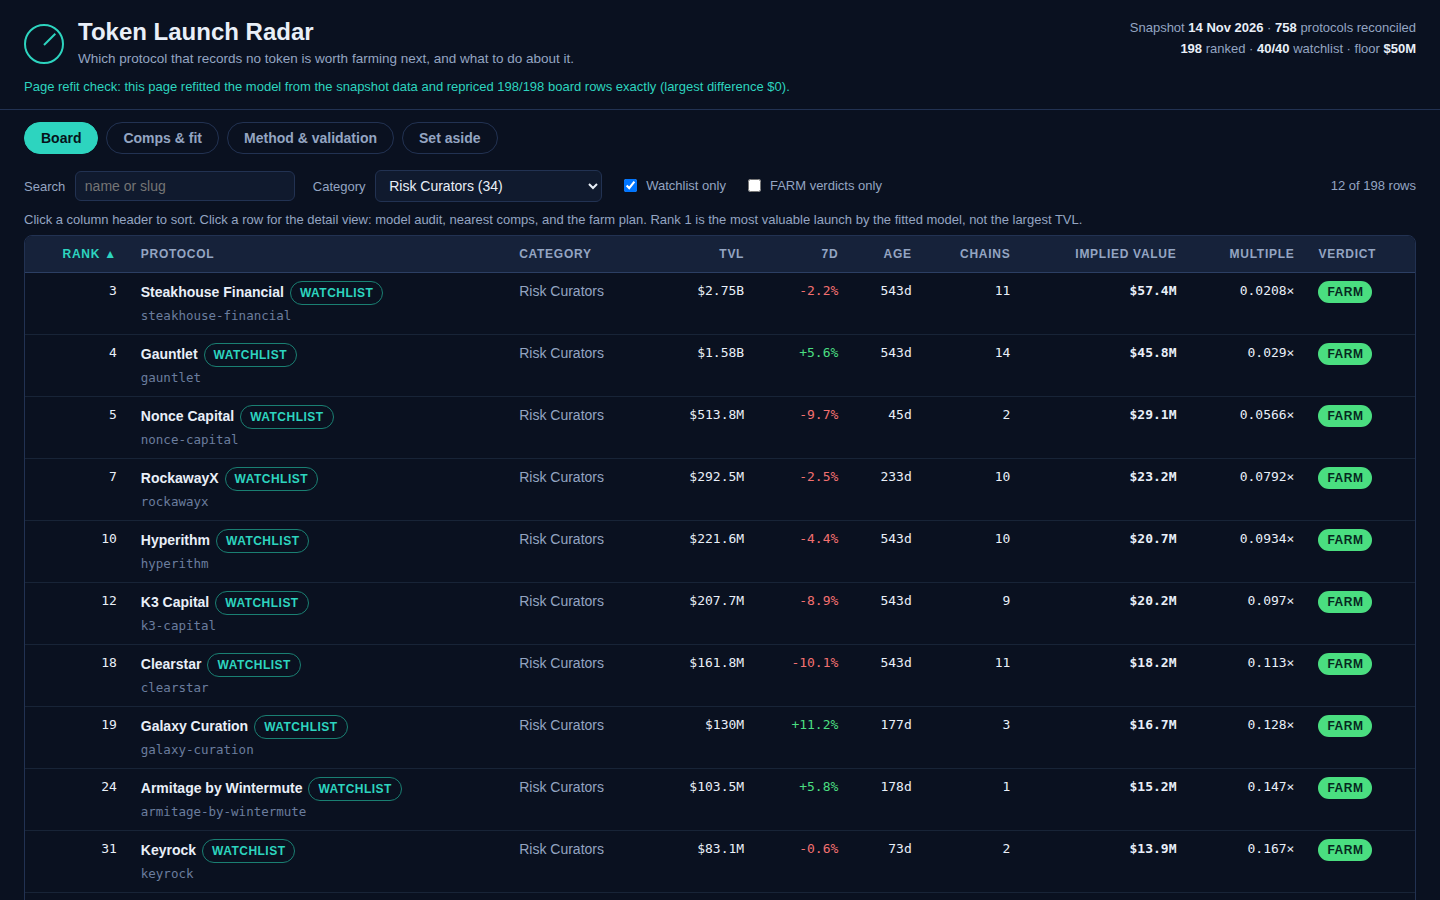 Token Launch Radar
Which protocol that records no token is worth farming next, and what to do about it.
Snapshot 14 Nov 2026 · 758 protocols reconciled
198 ranked · 40/40 watchlist · floor $50M
Page refit check: this page refitted the model from the snapshot data and repriced 198/198 board rows exactly (largest difference $0).
Board Comps & fit Method & validation Set aside
Search name or slug Category Risk Curators (34) Watchlist only FARM verdicts only 12 of 198 rows
Click a column header to sort. Click a row for the detail view: model audit, nearest comps, and the farm plan. Rank 1 is the most valuable launch by the fitted model, not the largest TVL.
RANK ▲ PROTOCOL CATEGORY TVL 7D AGE CHAINS IMPLIED VALUE MULTIPLE VERDICT
3 Steakhouse Financial WATCHLIST Risk Curators $2.75B -2.2% 543d 11 $57.4M 0.0208× FARM
steakhouse-financial
4 Gauntlet WATCHLIST Risk Curators $1.58B +5.6% 543d 14 $45.8M 0.029× FARM
gauntlet
5 Nonce Capital WATCHLIST Risk Curators $513.8M -9.7% 45d 2 $29.1M 0.0566× FARM
nonce-capital
7 RockawayX WATCHLIST Risk Curators $292.5M -2.5% 233d 10 $23.2M 0.0792× FARM
rockawayx
10 Hyperithm WATCHLIST Risk Curators $221.6M -4.4% 543d 10 $20.7M 0.0934× FARM
hyperithm
12 K3 Capital WATCHLIST Risk Curators $207.7M -8.9% 543d 9 $20.2M 0.097× FARM
k3-capital
18 Clearstar WATCHLIST Risk Curators $161.8M -10.1% 543d 11 $18.2M 0.113× FARM
clearstar
19 Galaxy Curation WATCHLIST Risk Curators $130M +11.2% 177d 3 $16.7M 0.128× FARM
galaxy-curation
24 Armitage by Wintermute WATCHLIST Risk Curators $103.5M +5.8% 178d 1 $15.2M 0.147× FARM
armitage-by-wintermute
31 Keyrock WATCHLIST Risk Curators $83.1M -0.6% 73d 2 $13.9M 0.167× FARM
keyrock